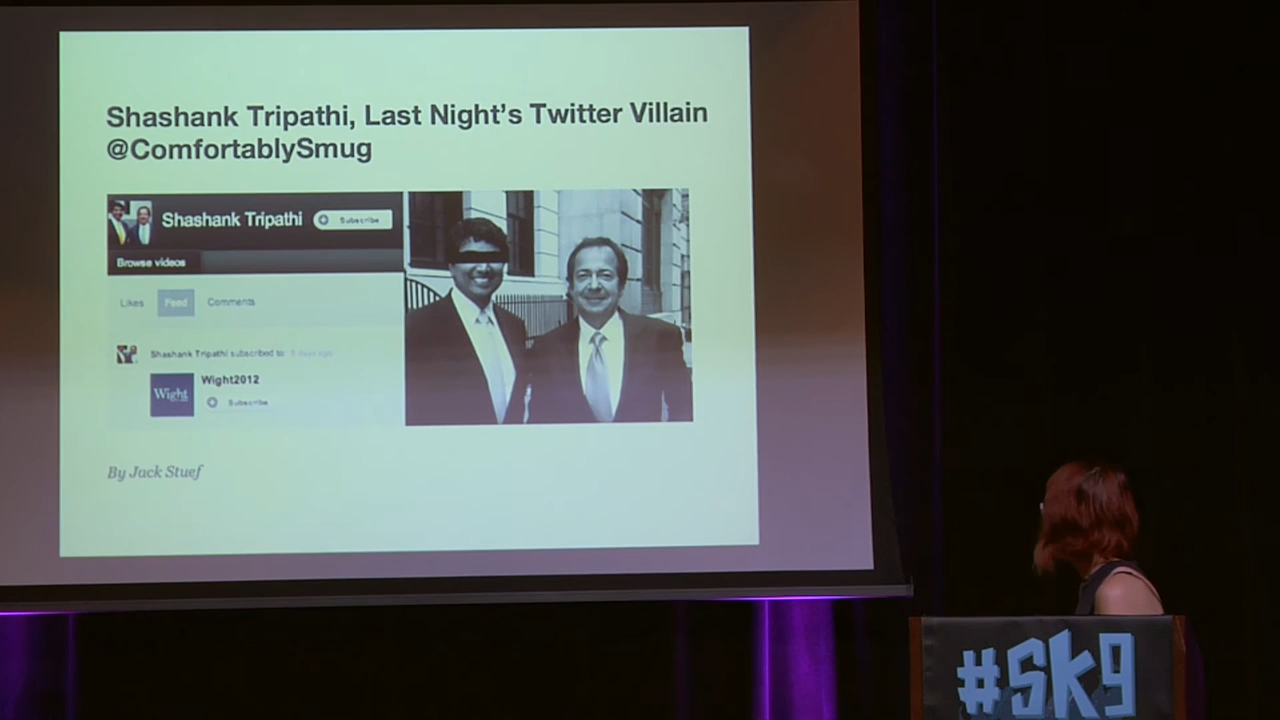 Shashank Tripathi, Last Night's Twitter Villain
@ComfortablySmug
Shashank Tripathi
Subscribe
Browse videos
Likes
Feed
Comments
Shashank Tripathi subscribed to
Wight2012
Wight
Subscribe
By Jack Stuef
#sk9